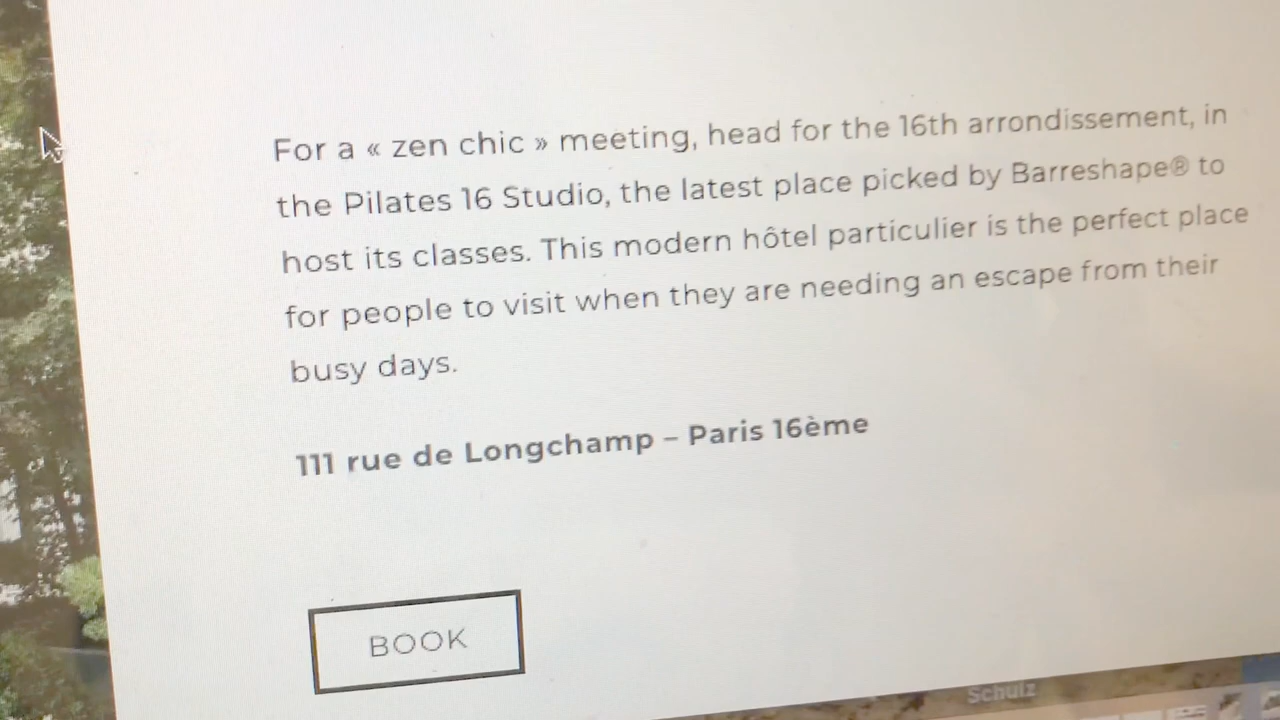 For a « zen chic » meeting, head for the 16th arrondissement, in
the Pilates 16 Studio, the latest place picked by Barreshape® to
host its classes. This modern hôtel particulier is the perfect place
for people to visit when they are needing an escape from their
busy days.
111 rue de Longchamp – Paris 16ème
BOOK
Schulz